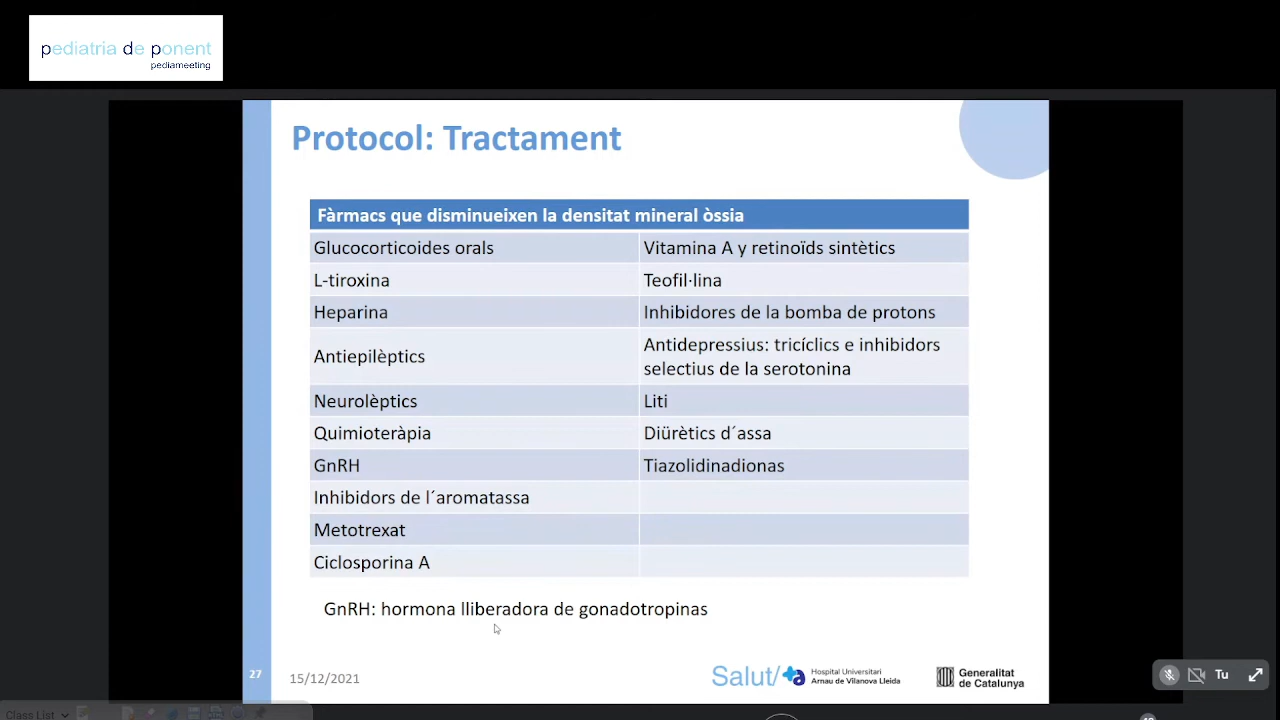 pediatria de ponent
pediameeting
Protocol: Tractament
Fàrmacs que disminueixen la densitat mineral òssia
Glucocorticoides orals
Vitamina A y retinoïds sintètics
L-tiroxina
Teofil·lina
Heparina
Inhibidores de la bomba de protons
Antiepilèptics
Antidepressius: tricíclics e inhibidors
selectius de la serotonina
Neurolèptics
Liti
Quimioteràpia
Diürètics d´assa
GnRH
Tiazolidinadionas
Inhibidors de l´aromatassa
Metotrexat
Ciclosporina A
GnRH: hormona lliberadora de gonadotropinas
27
15/12/2021
Salut/
Hospital Universitari
Arnau de Vilanova Lleida
Generalitat
de Catalunya
Tu
Class List